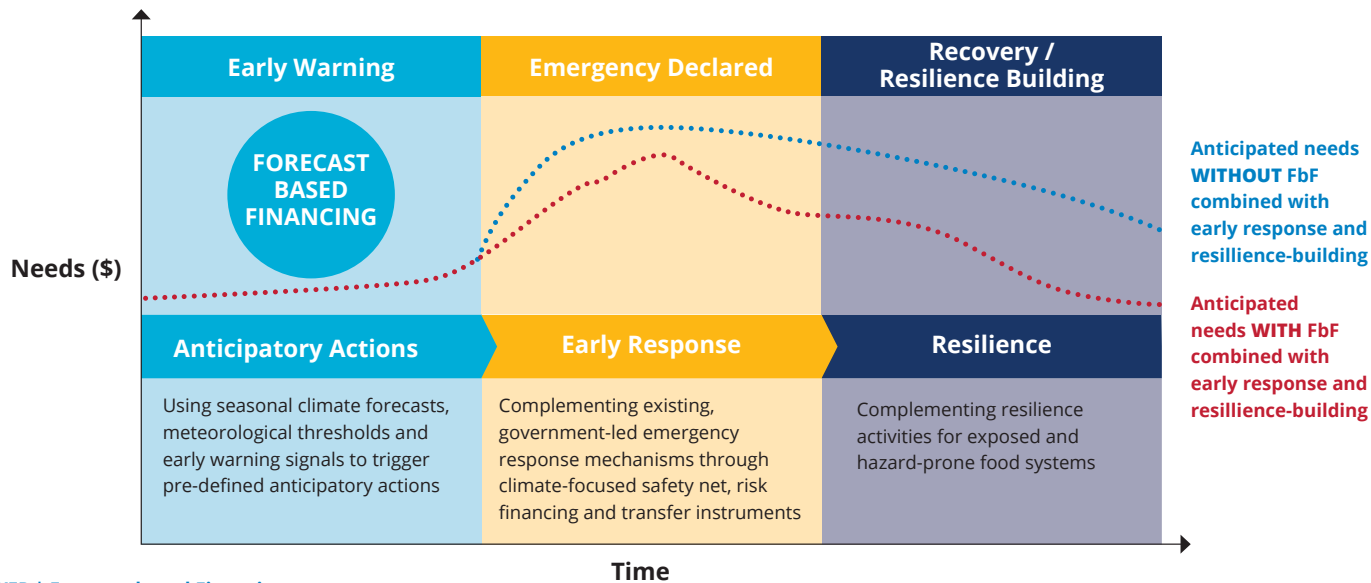 Early Warning
Emergency Declared
Recovery /
Resilience Building
FORECAST
BASED
FINANCING
Anticipated needs
WITHOUT FbF
combined with
early response and
resillience-building
Needs ($)
Anticipated
needs WITH FbF
combined with
early response and
resillience-building
Anticipatory Actions
Early Response
Resilience
Using seasonal climate forecasts,
meteorological thresholds and
early warning signals to trigger
pre-defined anticipatory actions
Complementing existing,
government-led emergency
response mechanisms through
climate-focused safety net, risk
financing and transfer instruments
Complementing resilience
activities for exposed and
hazard-prone food systems
Time